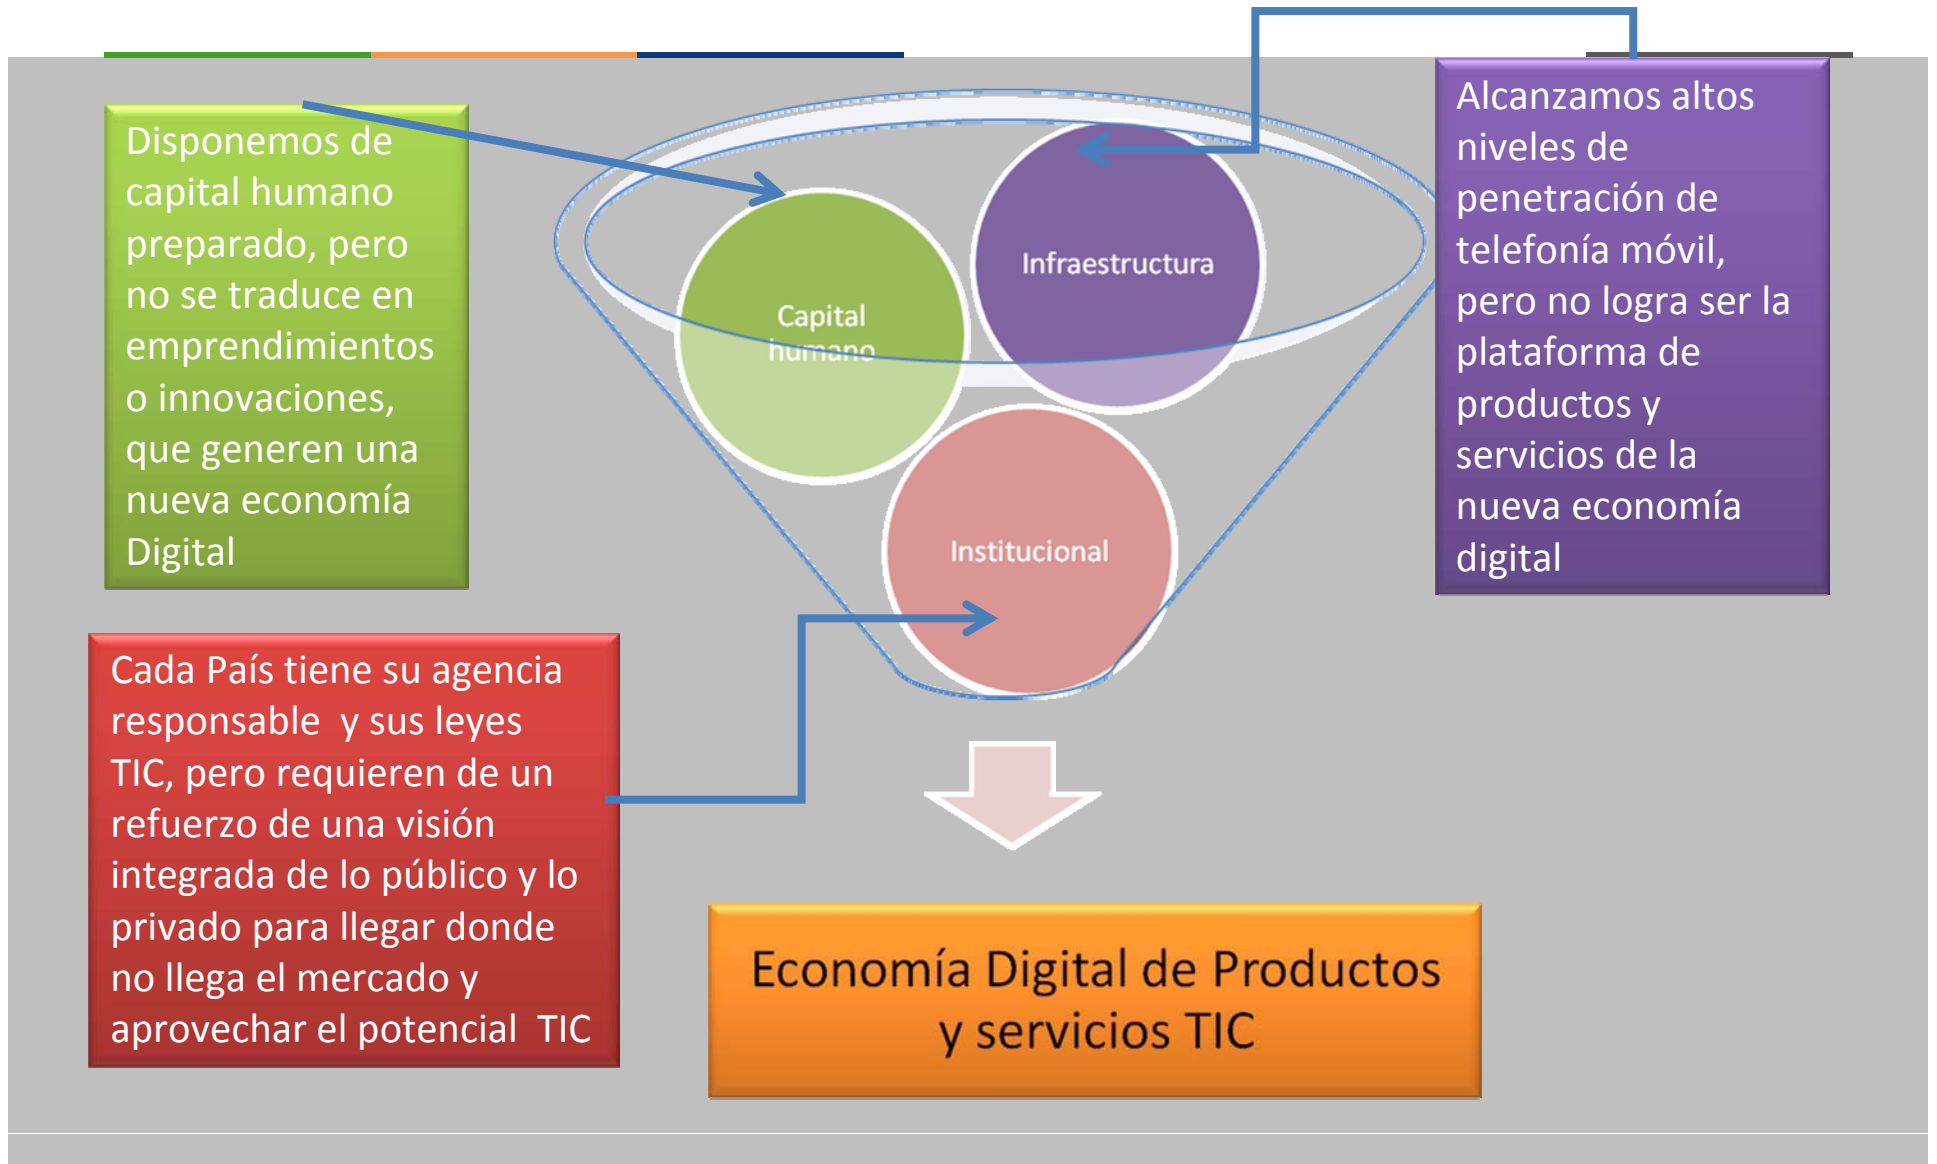 Disponemos de
capital humano
preparado, pero
no se traduce en
emprendimientos
o innovaciones,
que generen una
nueva economía
Digital
Capital
humano
Infraestructura
Institucional
Alcanzamos altos
niveles de
penetración de
telefonía móvil,
pero no logra ser la
plataforma de
productos y
servicios de la
nueva economía
digital
Cada País tiene su agencia
responsable  y sus leyes
TIC, pero requieren de un
refuerzo de una visión
integrada de lo público y lo
privado para llegar donde
no llega el mercado y
aprovechar el potencial  TIC
Economía Digital de Productos
y servicios TIC